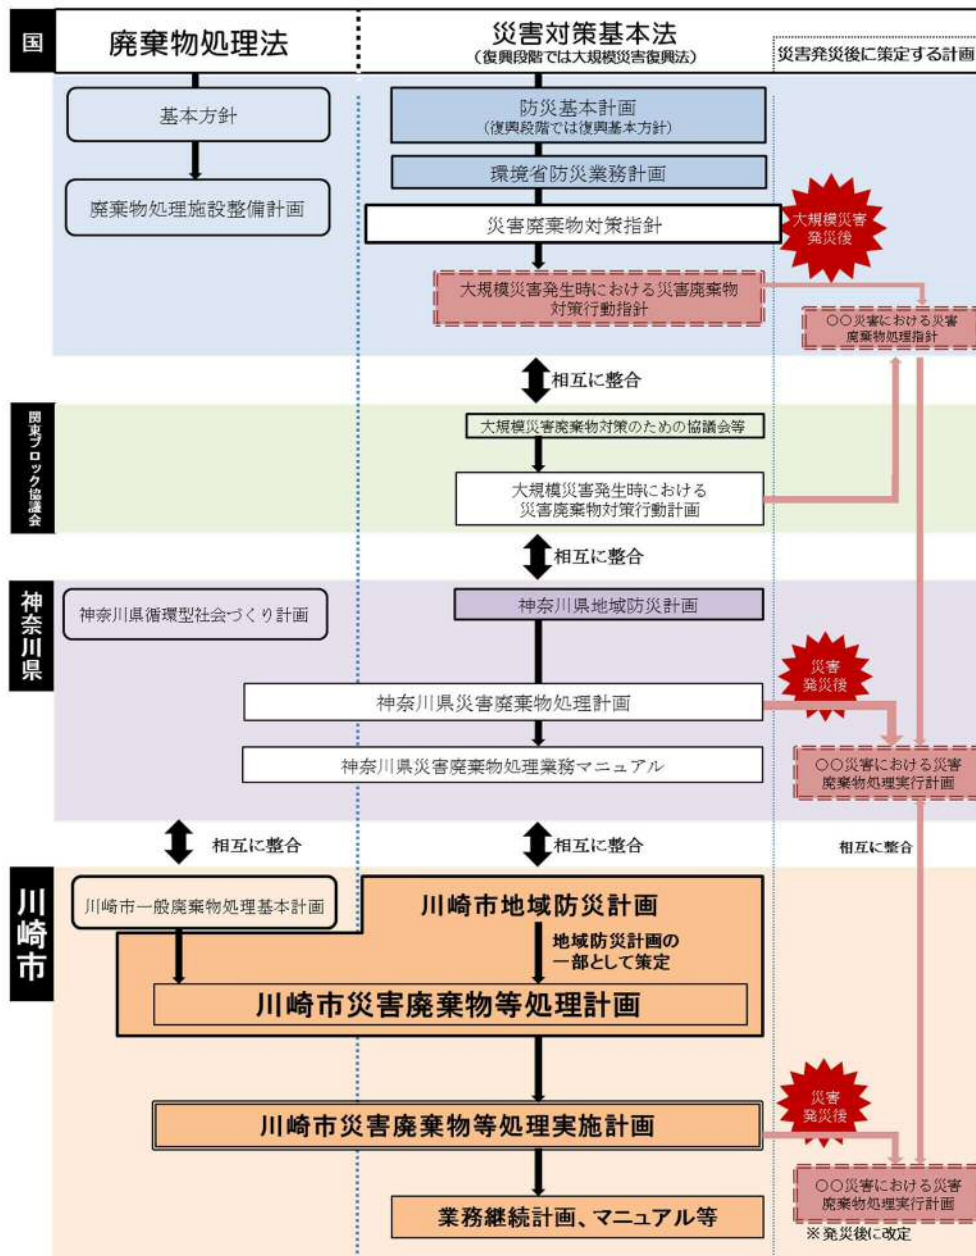 国
廃棄物処理法
災害対策基本法
(復興段階では大規模災害復興法)
災害発災後に策定する計画
基本方針
廃棄物処理施設整備計画
防災基本計画
(復興段階では復興基本方針)
環境省防災業務計画
災害廃棄物対策指針
大規模災害
発災後
大規模災害発生時における災害廃棄物
対策行動指針
〇〇災害における災害
廃棄物処理指針
相互に整合
関東ブロック協議会
大規模災害廃棄物対策のための協議会等
大規模災害発生時における
災害廃棄物対策行動計画
相互に整合
神奈川県
神奈川県循環型社会づくり計画
神奈川県地域防災計画
災害
発災後
神奈川県災害廃棄物処理計画
神奈川県災害廃棄物処理業務マニュアル
〇〇災害における災害
廃棄物処理実行計画
相互に整合
相互に整合
相互に整合
川崎市
川崎市一般廃棄物処理基本計画
川崎市地域防災計画
地域防災計画の
一部として策定
川崎市災害廃棄物等処理計画
災害
発災後
川崎市災害廃棄物等処理実施計画
〇〇災害における災害
廃棄物処理実行計画
業務継続計画、マニュアル等
※発災後に改定